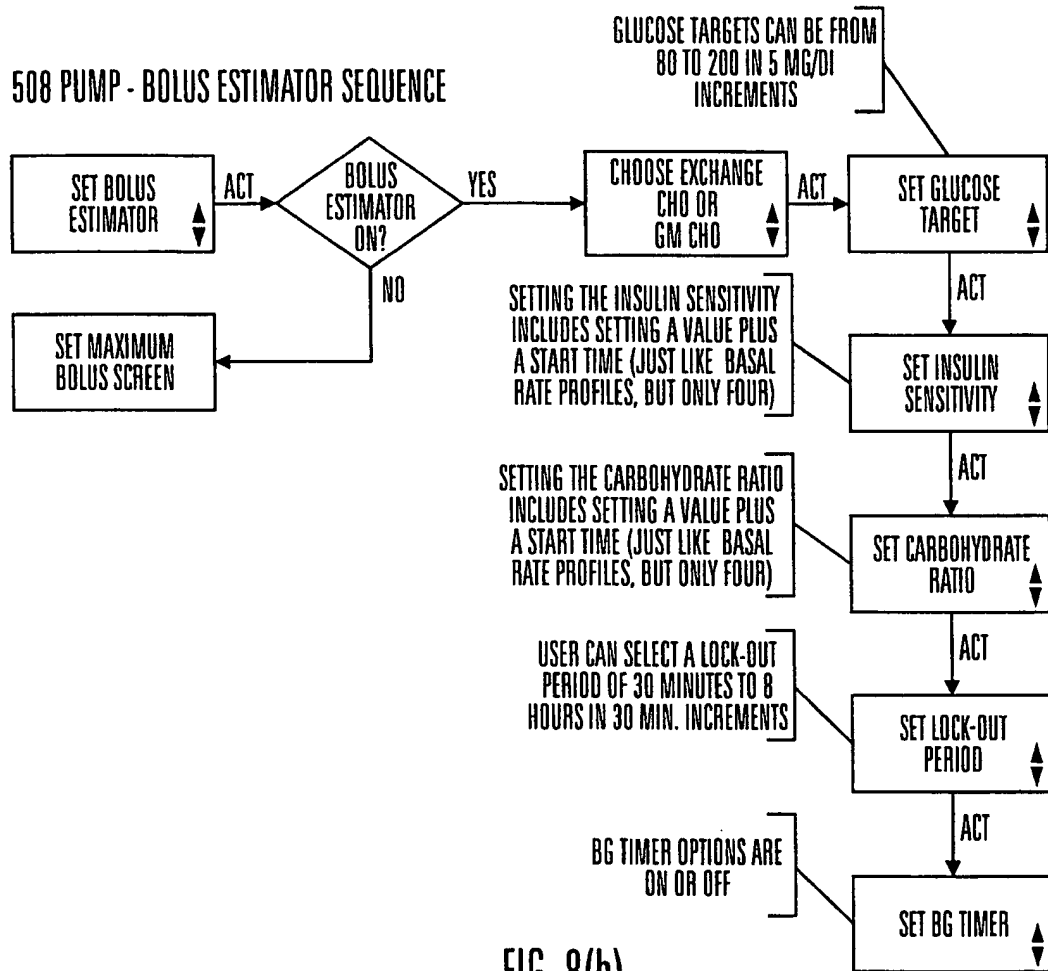 GLUCOSE TARGETS CAN BE FROM
80 TO 200 IN 5 MG/DI
INCREMENTS
508 PUMP - BOLUS ESTIMATOR SEQUENCE
SET BOLUS
ESTIMATOR
ACT
BOLUS
ESTIMATOR
ON?
YES
CHOOSE EXCHANGE
CHO OR
GM CHO
ACT
SET GLUCOSE
TARGET
NO
SET MAXIMUM
BOLUS SCREEN
ACT
SETTING THE INSULIN SENSITIVITY
INCLUDES SETTING A VALUE PLUS
A START TIME (JUST LIKE BASAL
RATE PROFILES, BUT ONLY FOUR)
SET INSULIN
SENSITIVITY
ACT
SETTING THE CARBOHYDRATE RATIO
INCLUDES SETTING A VALUE PLUS
A START TIME (JUST LIKE BASAL
RATE PROFILES, BUT ONLY FOUR)
SET CARBOHYDRATE
RATIO
ACT
USER CAN SELECT A LOCK-OUT
PERIOD OF 30 MINUTES TO 8
HOURS IN 30 MIN. INCREMENTS
SET LOCK-OUT
PERIOD
ACT
BG TIMER OPTIONS ARE
ON OR OFF
SET BG TIMER
FIG. 8(b)